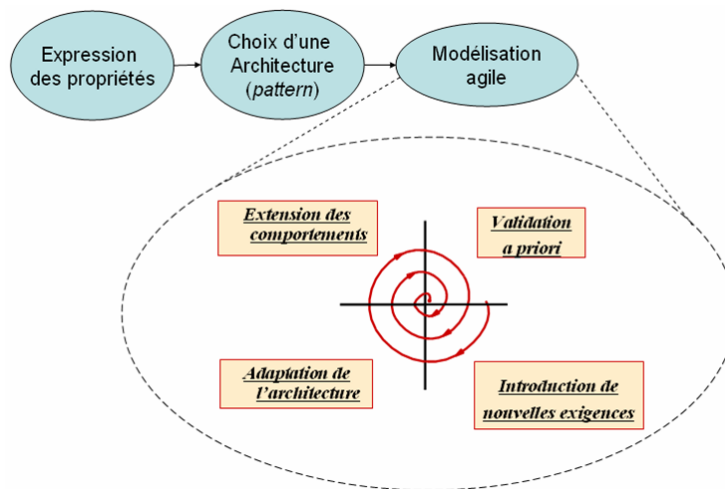 Expression
des propriétés
Choix d'une
Architecture
(pattern)
Modélisation
agile
Extension des
comportements
Validation
a priori
Adaptation de
l'architecture
Introduction de
nouvelles exigences